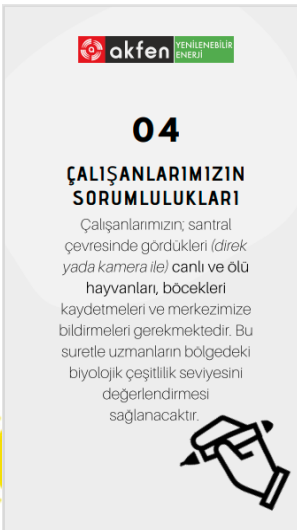 akfen YENİLENEBİLİR
ENERJİ
04
ÇALIŞANLARIMIZIN
SORUMLULUKLARI
Çalışanlarımızın; santral
çevresinde gördükleri (direk
yada kamera ile) canlı ve ölü
hayvanları, böcekleri
kaydetmeleri ve merkezimize
bildirmeleri gerekmektedir. Bu
suretle uzmanların bölgedeki
biyolojik çeşitlilik seviyesini
değerlendirmesi
sağlanacaktır.